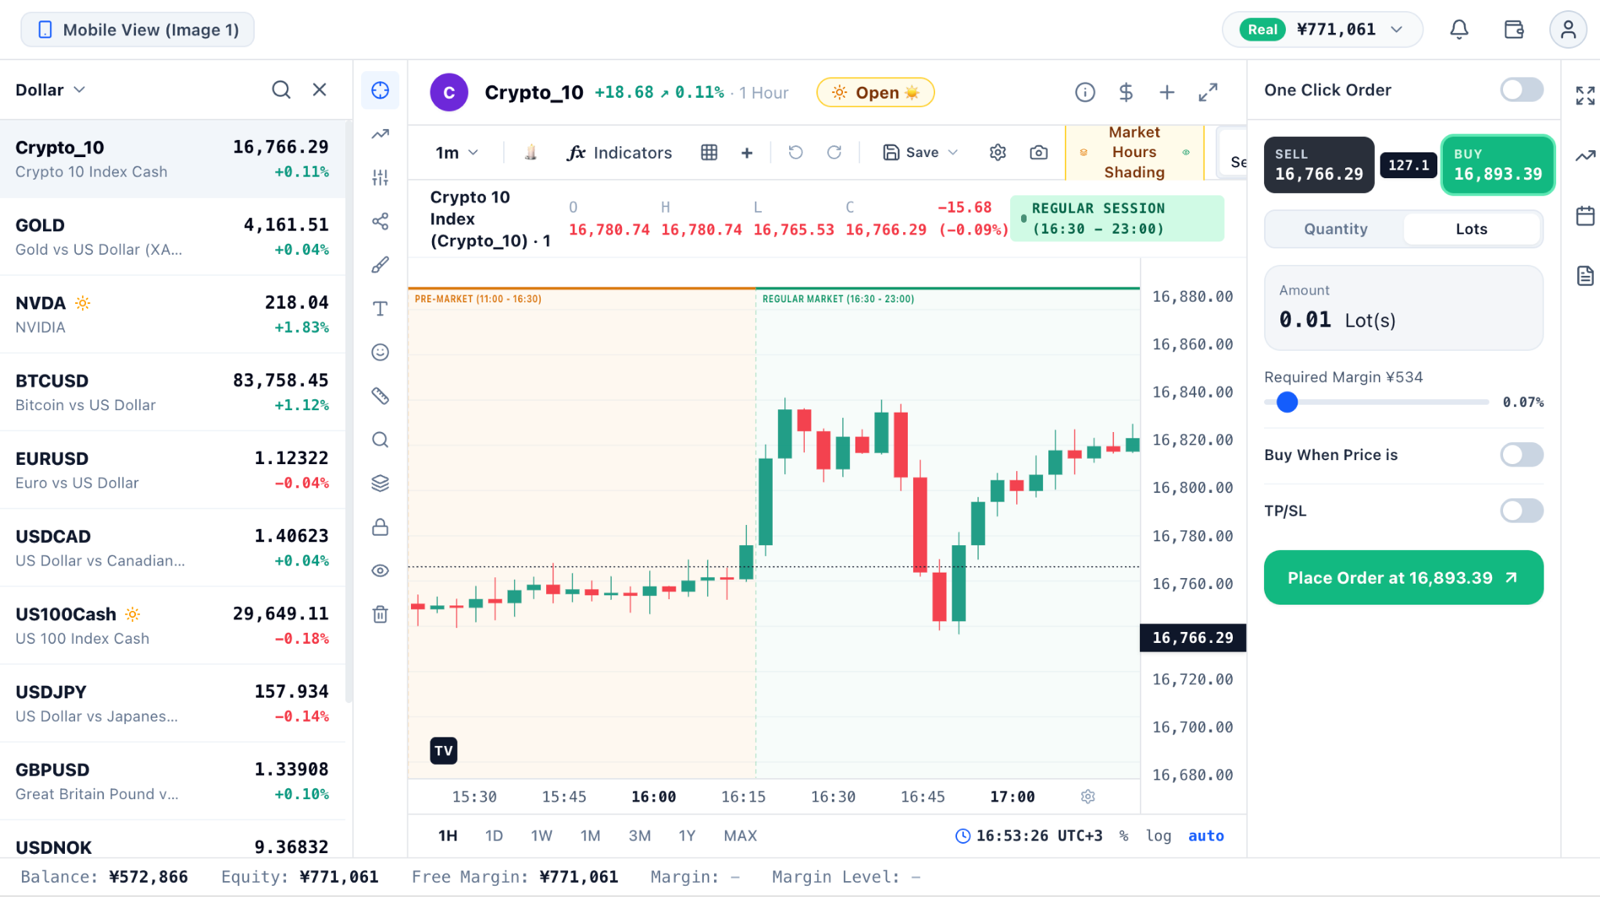 Mobile View (Image 1)
Real ¥771,061
Dollar
Crypto_10 16,766.29
Crypto 10 Index Cash +0.11%
GOLD 4,161.51
Gold vs US Dollar (XA... +0.04%
NVDA 218.04
NVIDIA +1.83%
BTCUSD 83,758.45
Bitcoin vs US Dollar +1.12%
EURUSD 1.12322
Euro vs US Dollar −0.04%
USDCAD 1.40623
US Dollar vs Canadian... +0.04%
US100Cash 29,649.11
US 100 Index Cash −0.18%
USDJPY 157.934
US Dollar vs Japanes... −0.14%
GBPUSD 1.33908
Great Britain Pound v... +0.10%
USDNOK 9.36832
C Crypto_10 +18.68 ↗ 0.11% · 1 Hour Open
1m fx Indicators Save
Market
Hours
Shading
Se
Crypto 10
Index
(Crypto_10) · 1
O H L C −15.68
16,780.74 16,780.74 16,765.53 16,766.29 (−0.09%)
REGULAR SESSION
(16:30 – 23:00)
PRE-MARKET (11:00 - 16:30) REGULAR MARKET (16:30 - 23:00)
16,880.00
16,860.00
16,840.00
16,820.00
16,800.00
16,780.00
16,760.00
16,766.29
16,720.00
16,700.00
16,680.00
TV
15:30 15:45 16:00 16:15 16:30 16:45 17:00
1H 1D 1W 1M 3M 1Y MAX 16:53:26 UTC+3 % log auto
One Click Order
SELL
16,766.29
127.1
BUY
16,893.39
Quantity Lots
Amount
0.01 Lot(s)
Required Margin ¥534
0.07%
Buy When Price is
TP/SL
Place Order at 16,893.39
Balance: ¥572,866 Equity: ¥771,061 Free Margin: ¥771,061 Margin: – Margin Level: –